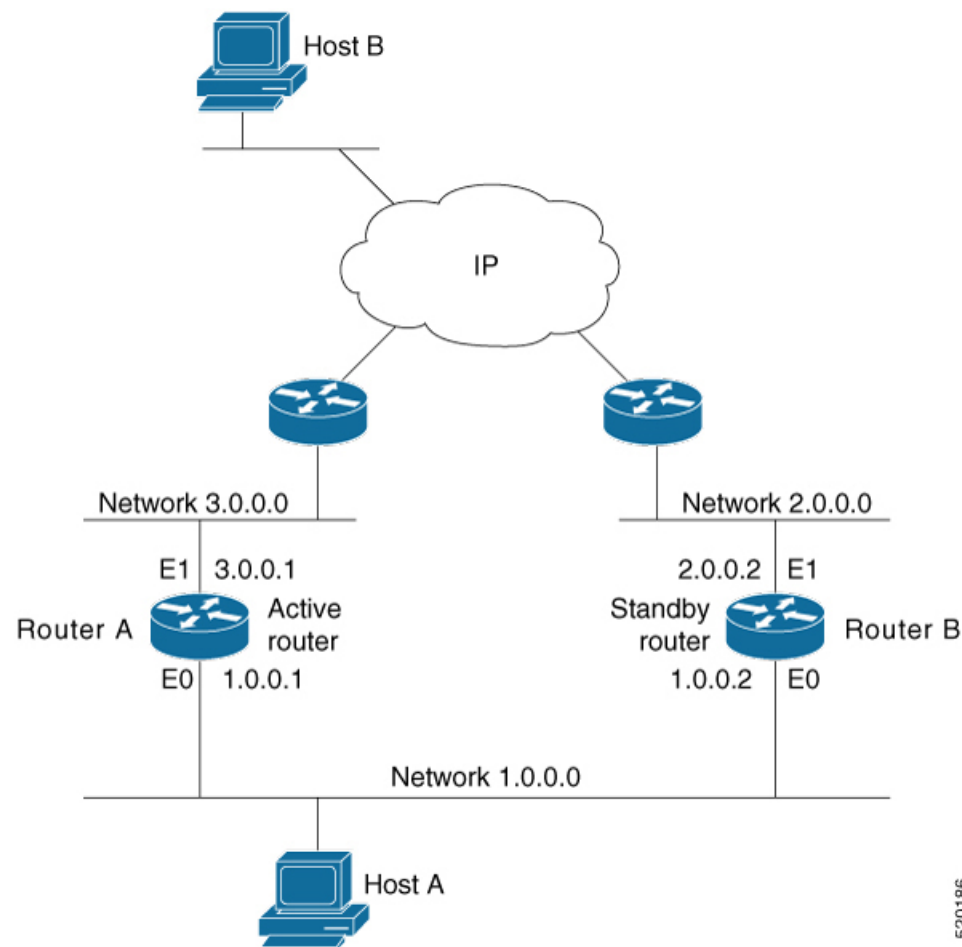 Host B
IP
Network 3.0.0.0
Network 2.0.0.0
E1 3.0.0.1
2.0.0.2 E1
Router A
Active
router
Standby
router
Router B
E0 1.0.0.1
1.0.0.2 E0
Network 1.0.0.0
Host A
520186